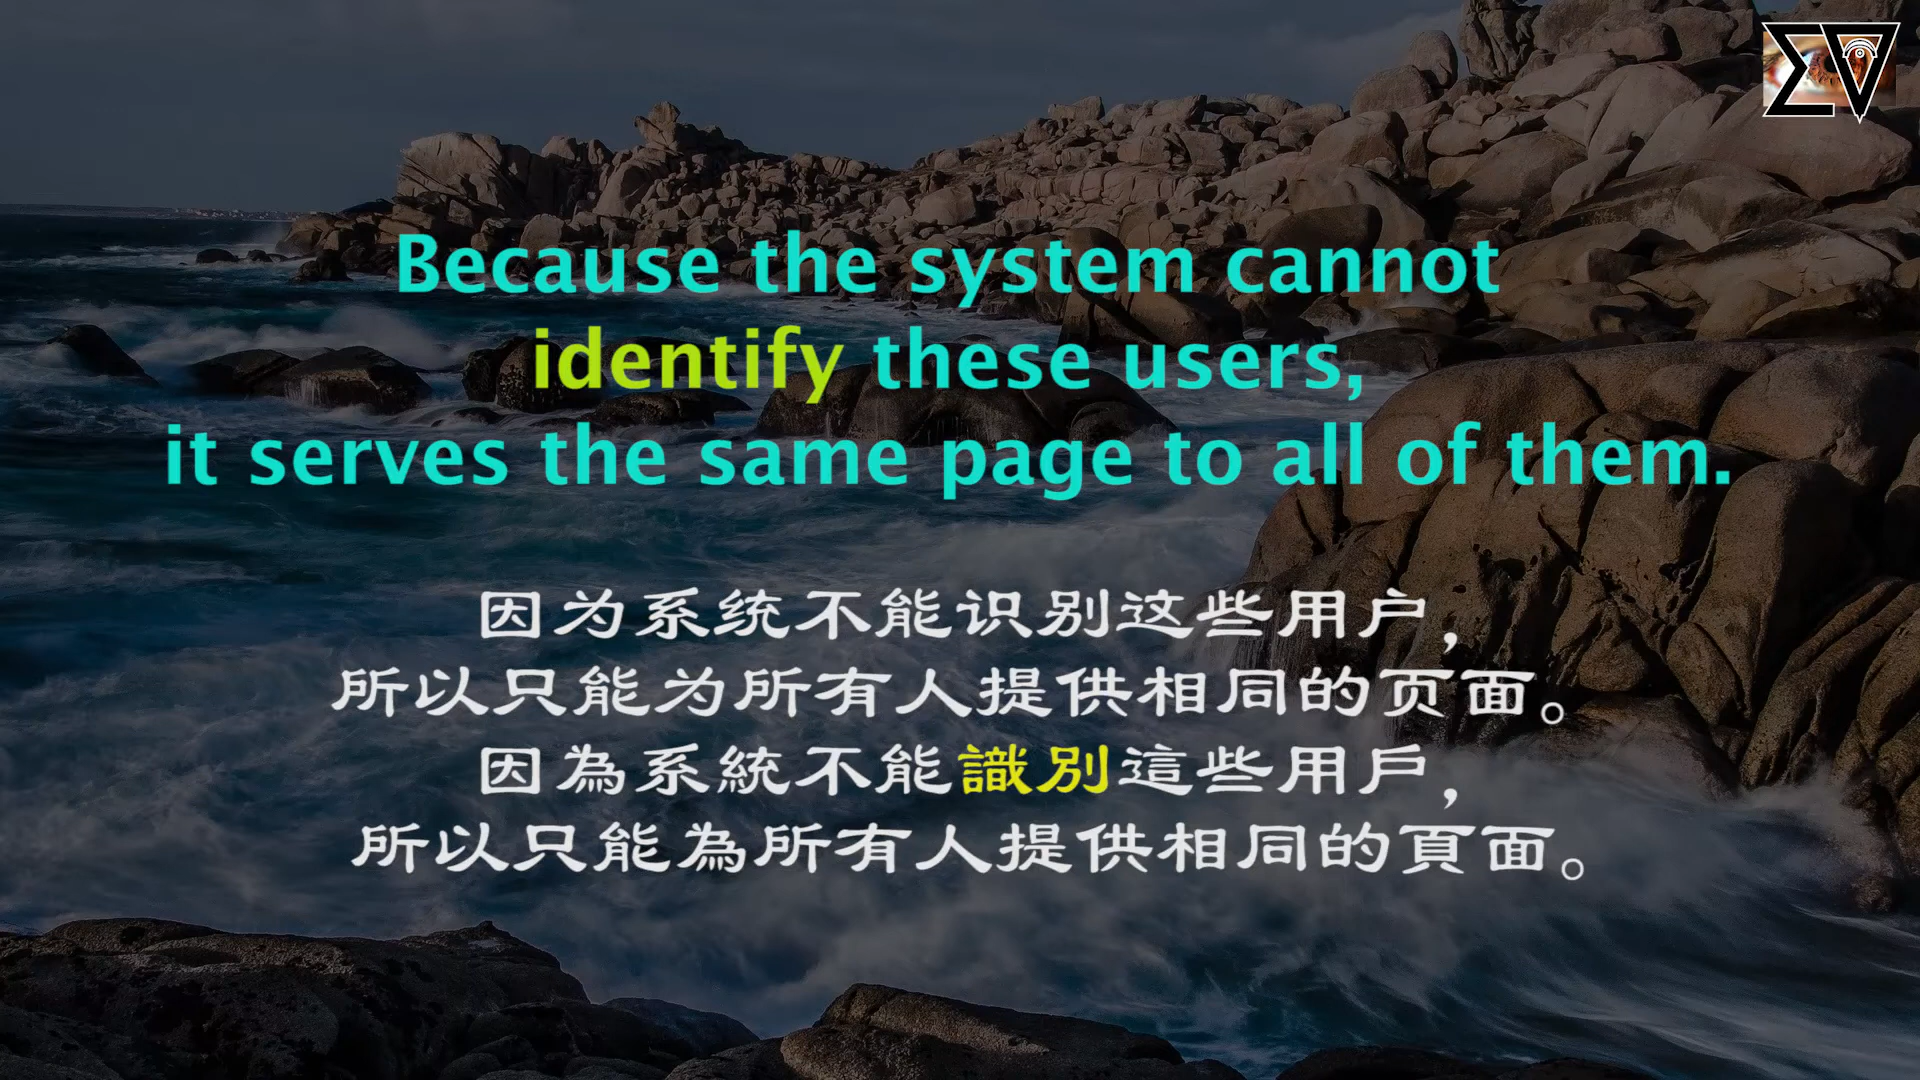 Because the system cannot
identify these users,
it serves the same page to all of them.
因为系统不能识别这些用户，
所以只能为所有人提供相同的页面。
因為系統不能識別這些用戶，
所以只能為所有人提供相同的頁面。